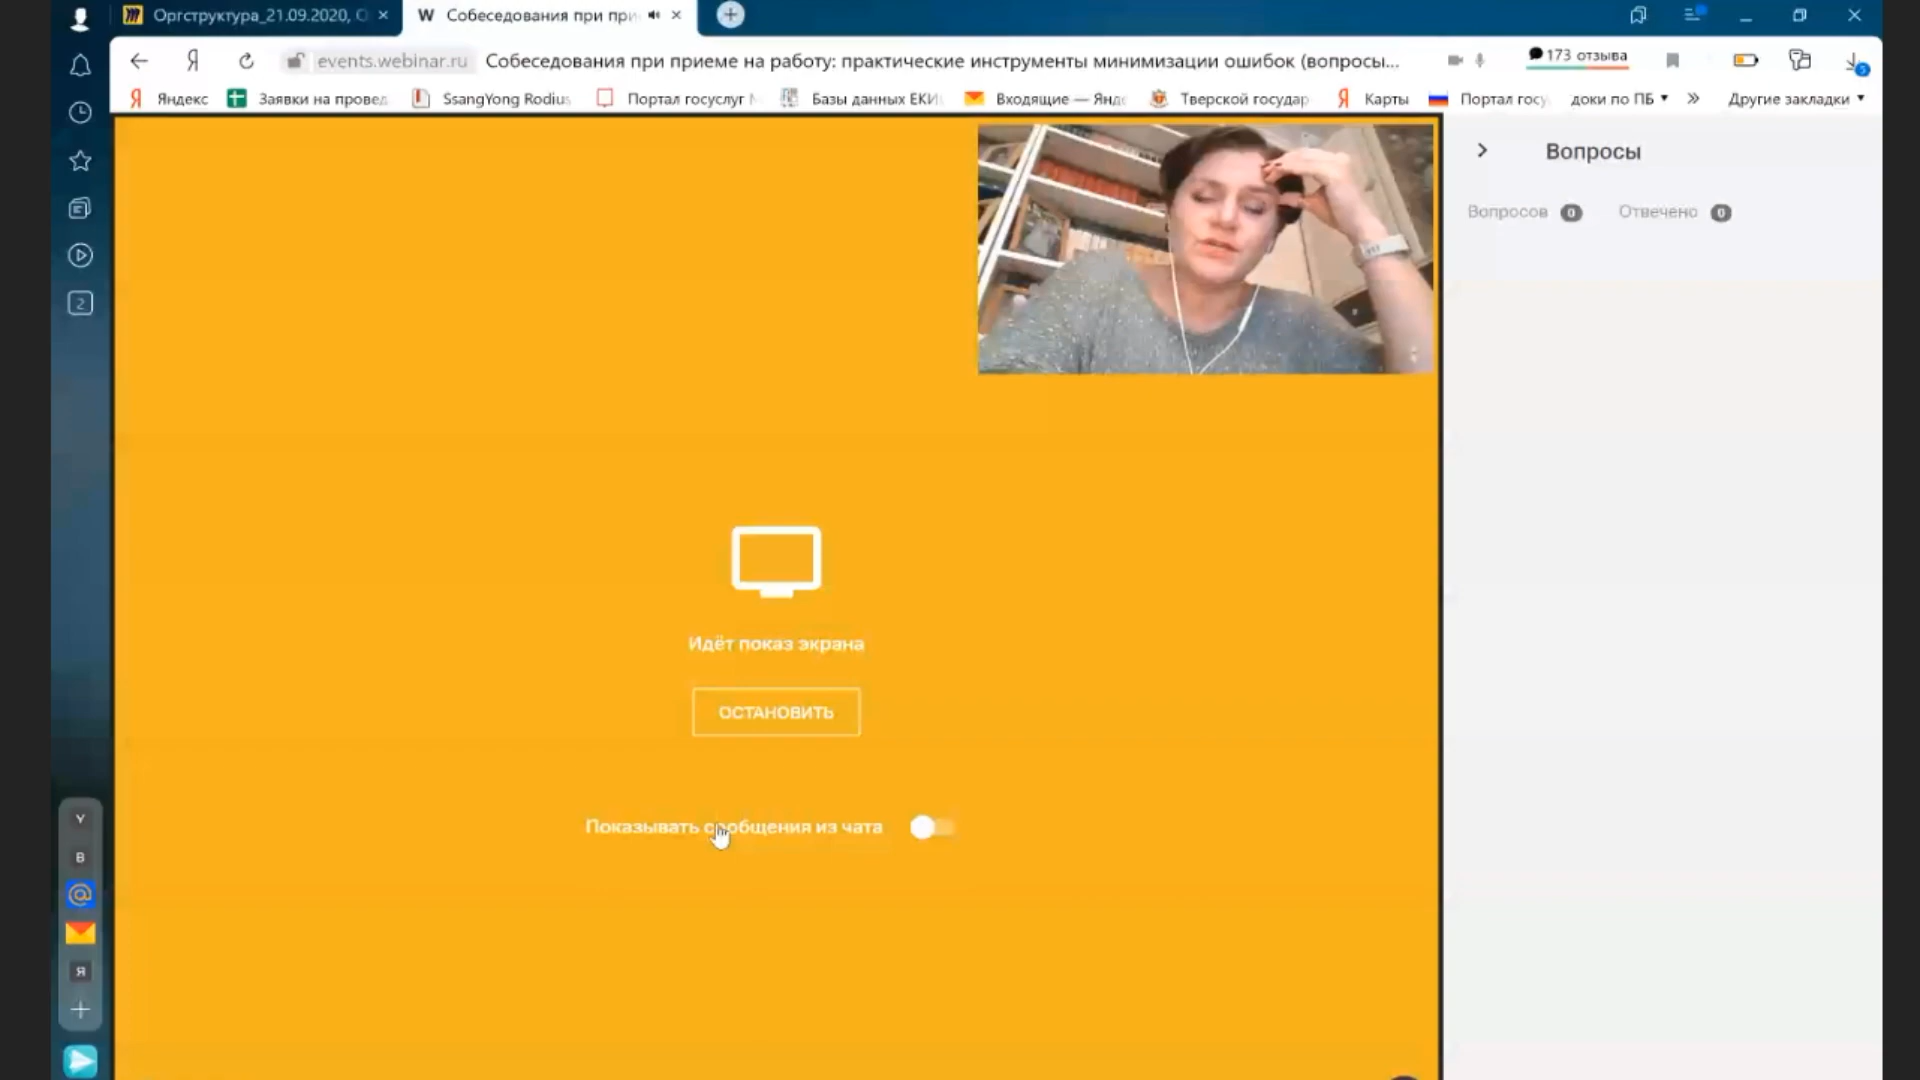 Оргструктура_21.09.2020,
W Собеседования при при
events.webinar.ru Собеседования при приеме на работу: практические инструменты минимизации ошибок (вопросы... 173 отзыва
Яндекс Заявки на провед SsangYong Rodius Портал госуслуг Базы данных ЕКИ Входящие — Янд Тверской государ Карты Портал госу доки по ПБ Другие закладки
Вопросы
Вопросов 0 Отвечено 0
2
Идёт показ экрана
ОСТАНОВИТЬ
Показывать сообщения из чата
Y
В
Я